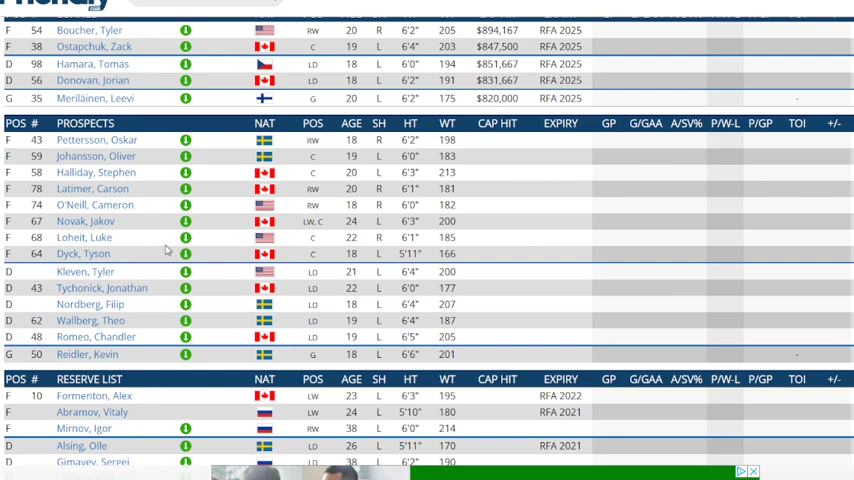 F 54 Boucher, Tyler RW 20 R 6'2" 205 $894,167 RFA 2025
F 38 Ostapchuk, Zack C 19 L 6'4" 203 $847,500 RFA 2025
D 98 Hamara, Tomas LD 18 L 6'0" 194 $851,667 RFA 2025
D 56 Donovan, Jorian LD 18 L 6'2" 191 $831,667 RFA 2025
G 35 Meriläinen, Leevi G 20 L 6'2" 175 $820,000 RFA 2025 -
POS # PROSPECTS NAT POS AGE SH HT WT CAP HIT EXPIRY GP G/GAA A/SV% P/W-L P/GP TOI +/-
F 43 Pettersson, Oskar RW 18 R 6'2" 198
F 59 Johansson, Oliver C 19 L 6'0" 183
F 58 Halliday, Stephen C 20 L 6'3" 213
F 78 Latimer, Carson RW 20 R 6'1" 181
F 74 O'Neill, Cameron RW 18 R 6'0" 182
F 67 Novak, Jakov LW, C 24 L 6'3" 200
F 68 Loheit, Luke C 22 R 6'1" 185
F 64 Dyck, Tyson C 18 L 5'11" 166
D Kleven, Tyler LD 21 L 6'4" 200
D 43 Tychonick, Jonathan LD 22 L 6'0" 177
D Nordberg, Filip LD 18 L 6'4" 207
D 62 Wallberg, Theo LD 19 L 6'4" 187
D 48 Romeo, Chandler LD 19 L 6'5" 205
G 50 Reidler, Kevin G 18 L 6'6" 201 -
POS # RESERVE LIST NAT POS AGE SH HT WT CAP HIT EXPIRY GP G/GAA A/SV% P/W-L P/GP TOI +/-
F 10 Formenton, Alex LW 23 L 6'3" 195 RFA 2022
F Abramov, Vitaly LW 24 L 5'10" 180 RFA 2021
F Mirnov, Igor RW 38 L 6'0" 214
D Alsing, Olle LD 26 L 5'11" 170 RFA 2021
D Gimayev, Sergei LD 38 L 6'2" 190